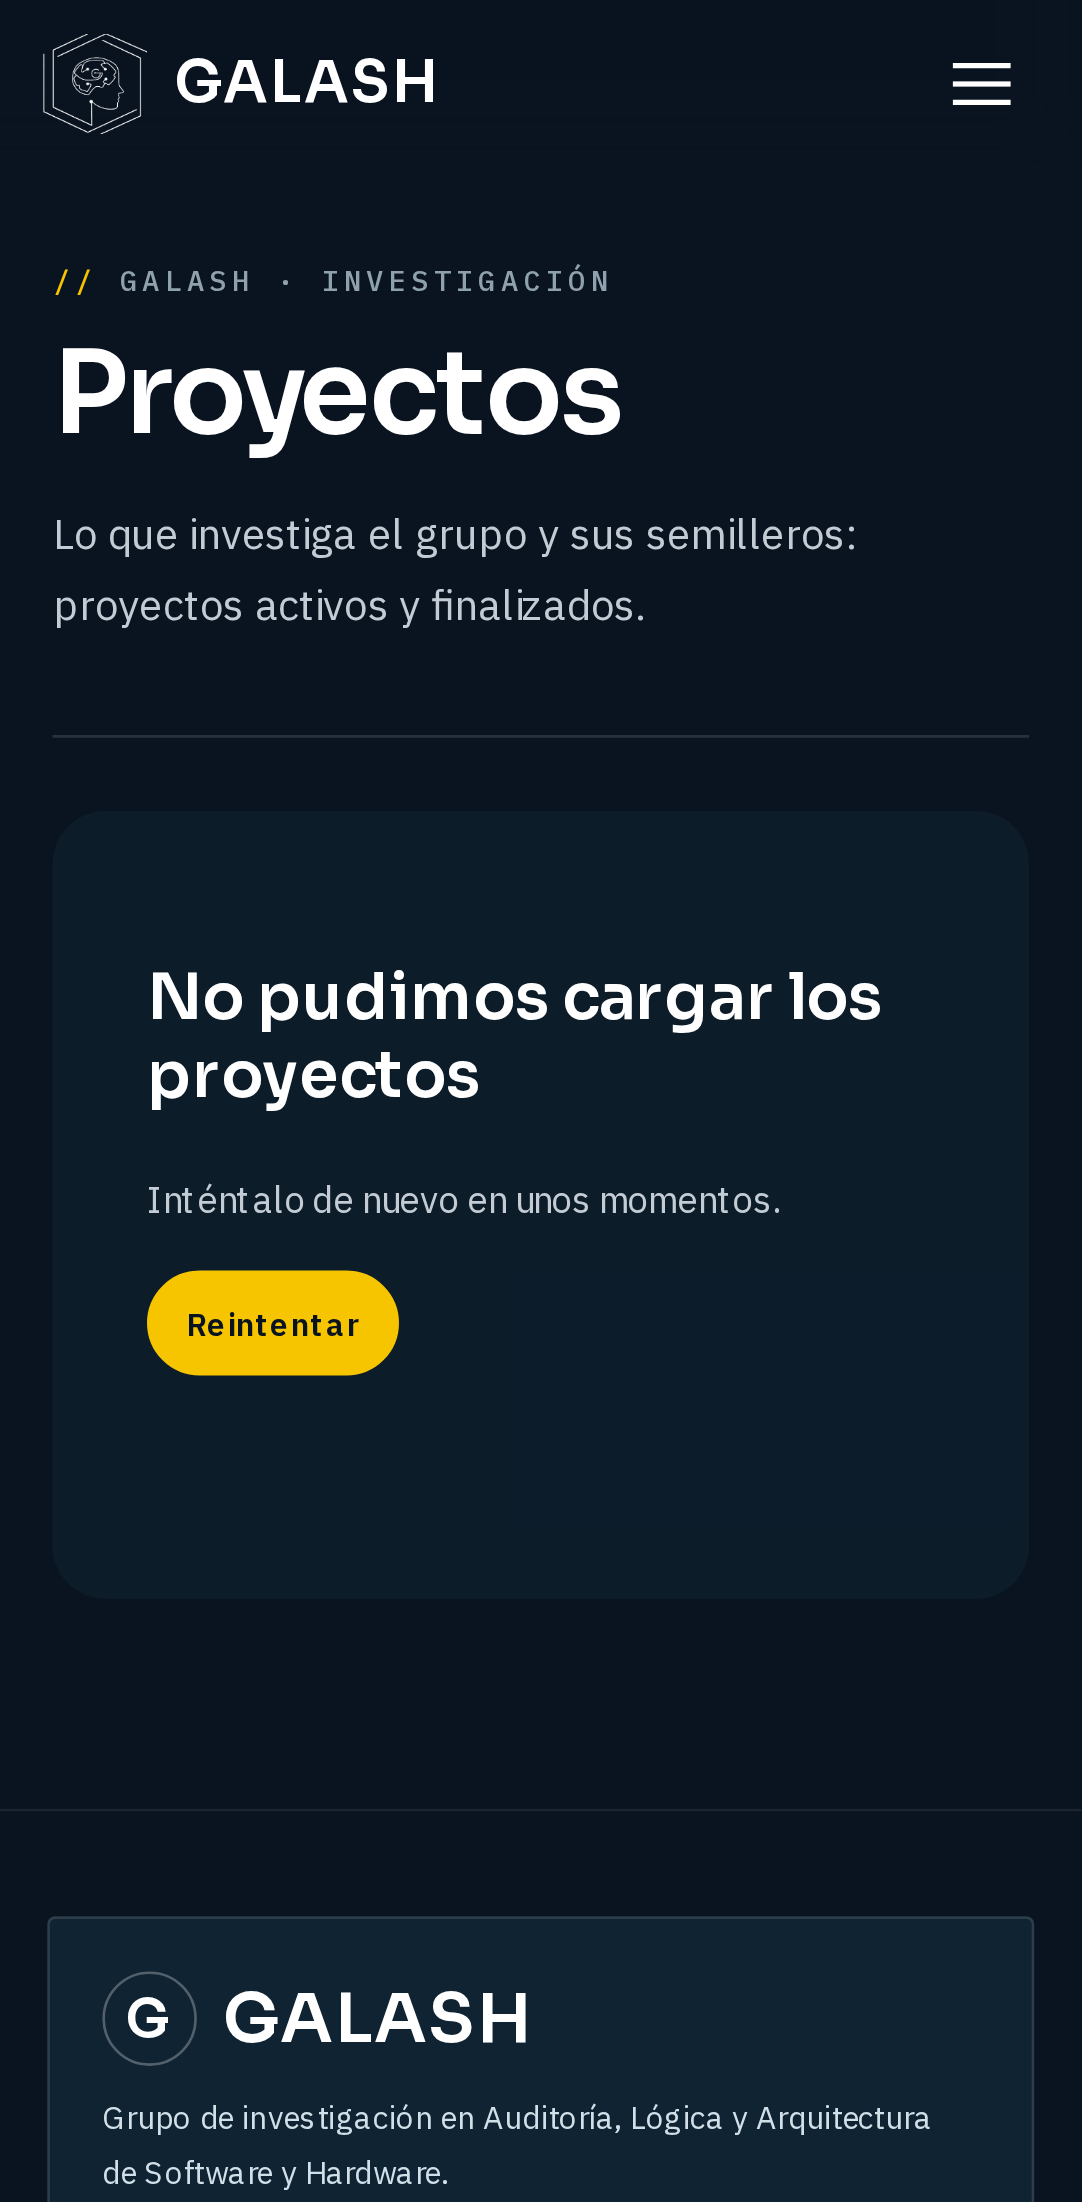 GALASH
// GALASH · INVESTIGACIÓN
Proyectos
Lo que investiga el grupo y sus semilleros:
proyectos activos y finalizados.
No pudimos cargar los
proyectos
Inténtalo de nuevo en unos momentos.
Reintentar
G GALASH
Grupo de investigación en Auditoría, Lógica y Arquitectura
de Software y Hardware.